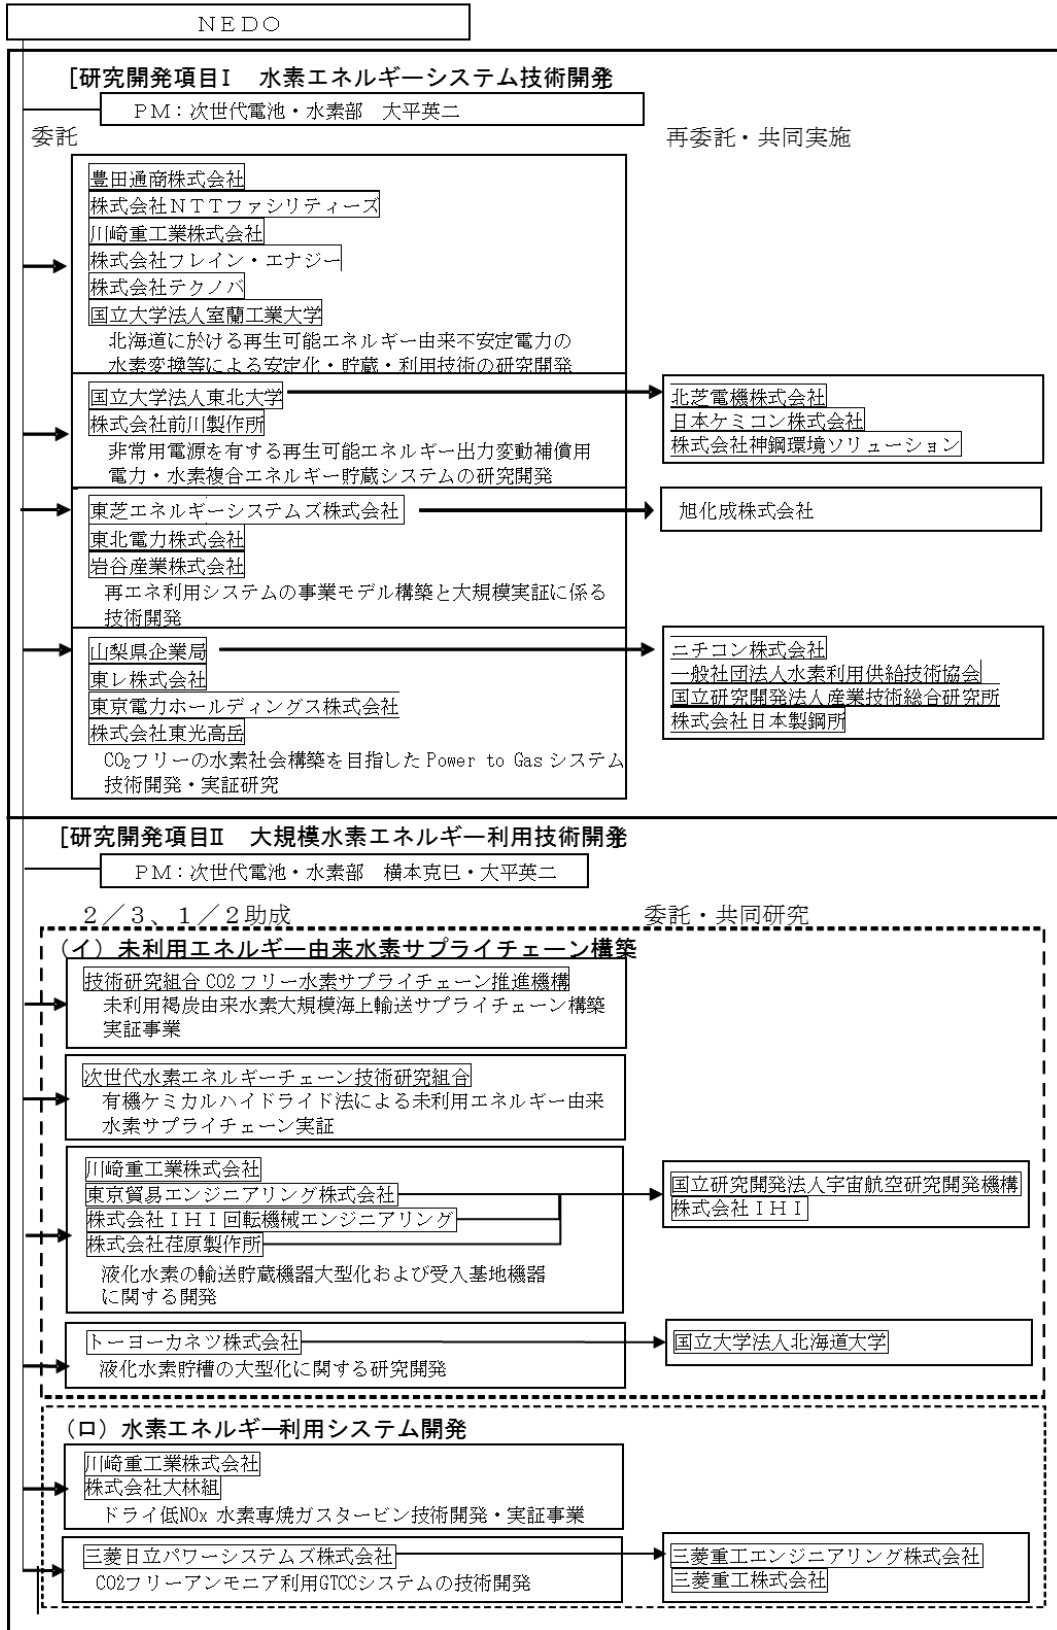 ＮＥＤＯ
[研究開発項目Ⅰ　水素エネルギーシステム技術開発
ＰＭ：次世代電池・水素部　大平英二
委託
再委託・共同実施
豊田通商株式会社
株式会社ＮＴＴファシリティーズ
川崎重工業株式会社
株式会社フレイン・エナジー
株式会社テクノバ
国立大学法人室蘭工業大学
北海道に於ける再生可能エネルギー由来不安定電力の
水素変換等による安定化・貯蔵・利用技術の研究開発
国立大学法人東北大学
株式会社前川製作所
非常用電源を有する再生可能エネルギー出力変動補償用
電力・水素複合エネルギー貯蔵システムの研究開発
北芝電機株式会社
日本ケミコン株式会社
株式会社神鋼環境ソリューション
東芝エネルギーシステムズ株式会社
東北電力株式会社
岩谷産業株式会社
再エネ利用システムの事業モデル構築と大規模実証に係る
技術開発
旭化成株式会社
山梨県企業局
東レ株式会社
東京電力ホールディングス株式会社
株式会社東光高岳
CO₂フリーの水素社会構築を目指した Power to Gas システム
技術開発・実証研究
ニチコン株式会社
一般社団法人水素利用供給技術協会
国立研究開発法人産業技術総合研究所
株式会社日本製鋼所
[研究開発項目Ⅱ　大規模水素エネルギー利用技術開発
ＰＭ：次世代電池・水素部　横本克巳・大平英二
２／３、１／２助成
委託・共同研究
（イ）未利用エネルギー由来水素サプライチェーン構築
技術研究組合 CO2 フリー水素サプライチェーン推進機構
未利用褐炭由来水素大規模海上輸送サプライチェーン構築
実証事業
次世代水素エネルギーチェーン技術研究組合
有機ケミカルハイドライド法による未利用エネルギー由来
水素サプライチェーン実証
川崎重工業株式会社
東京貿易エンジニアリング株式会社
株式会社ＩＨＩ回転機械エンジニアリング
株式会社荏原製作所
液化水素の輸送貯蔵機器大型化および受入基地機器
に関する開発
国立研究開発法人宇宙航空研究開発機構
株式会社ＩＨＩ
トーヨーカネツ株式会社
液化水素貯槽の大型化に関する研究開発
国立大学法人北海道大学
（ロ）水素エネルギー利用システム開発
川崎重工業株式会社
株式会社大林組
ドライ低NOx 水素専焼ガスタービン技術開発・実証事業
三菱日立パワーシステムズ株式会社
CO2フリーアンモニア利用GTCCシステムの技術開発
三菱重工エンジニアリング株式会社
三菱重工株式会社